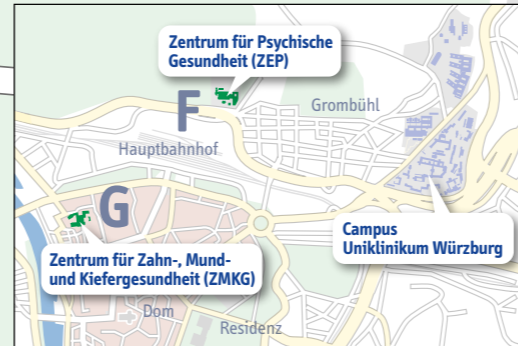 Zentrum für Psychische
Gesundheit (ZEP)
F
Grombühl
Hauptbahnhof
G
Campus
Uniklinikum Würzburg
Zentrum für Zahn-, Mund-
und Kiefergesundheit (ZMKG)
Dom
Residenz